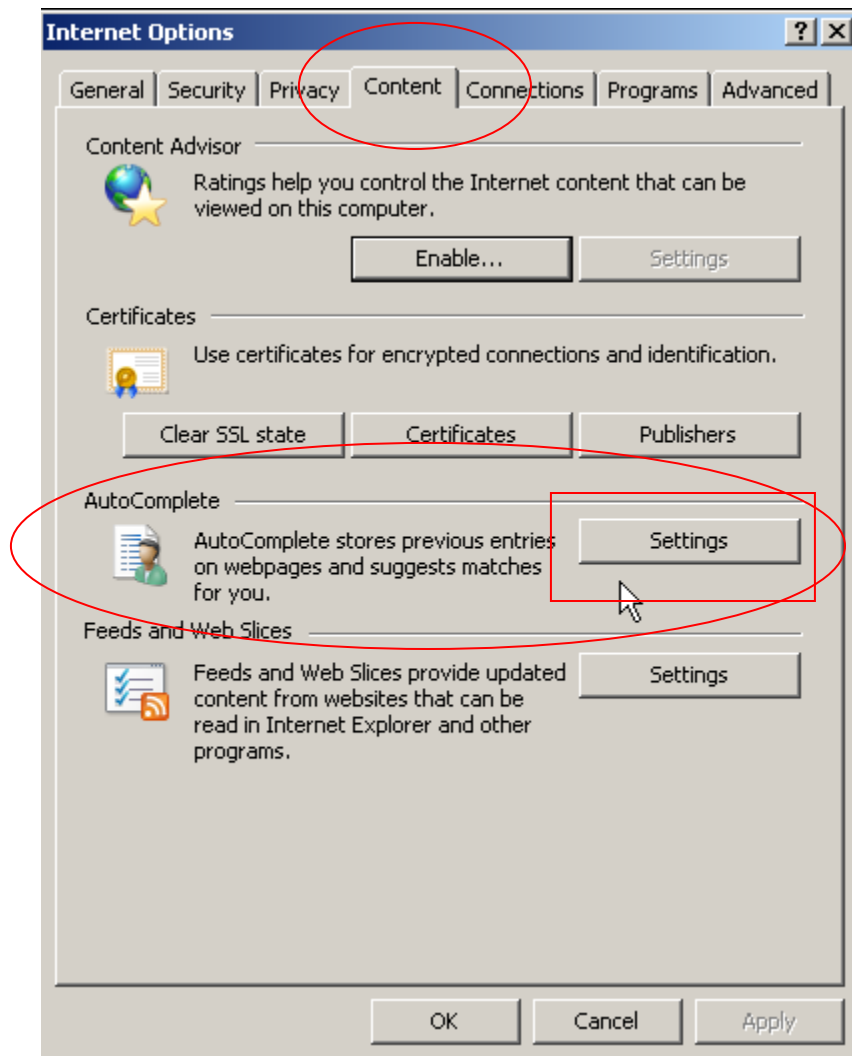 Internet Options
General Security Privacy Content Connections Programs Advanced
Content Advisor
Ratings help you control the Internet content that can be
viewed on this computer.
Enable... Settings
Certificates
Use certificates for encrypted connections and identification.
Clear SSL state Certificates Publishers
AutoComplete
AutoComplete stores previous entries
on webpages and suggests matches
for you.
Settings
Feeds and Web Slices
Feeds and Web Slices provide updated
content from websites that can be
read in Internet Explorer and other
programs.
Settings
OK Cancel Apply